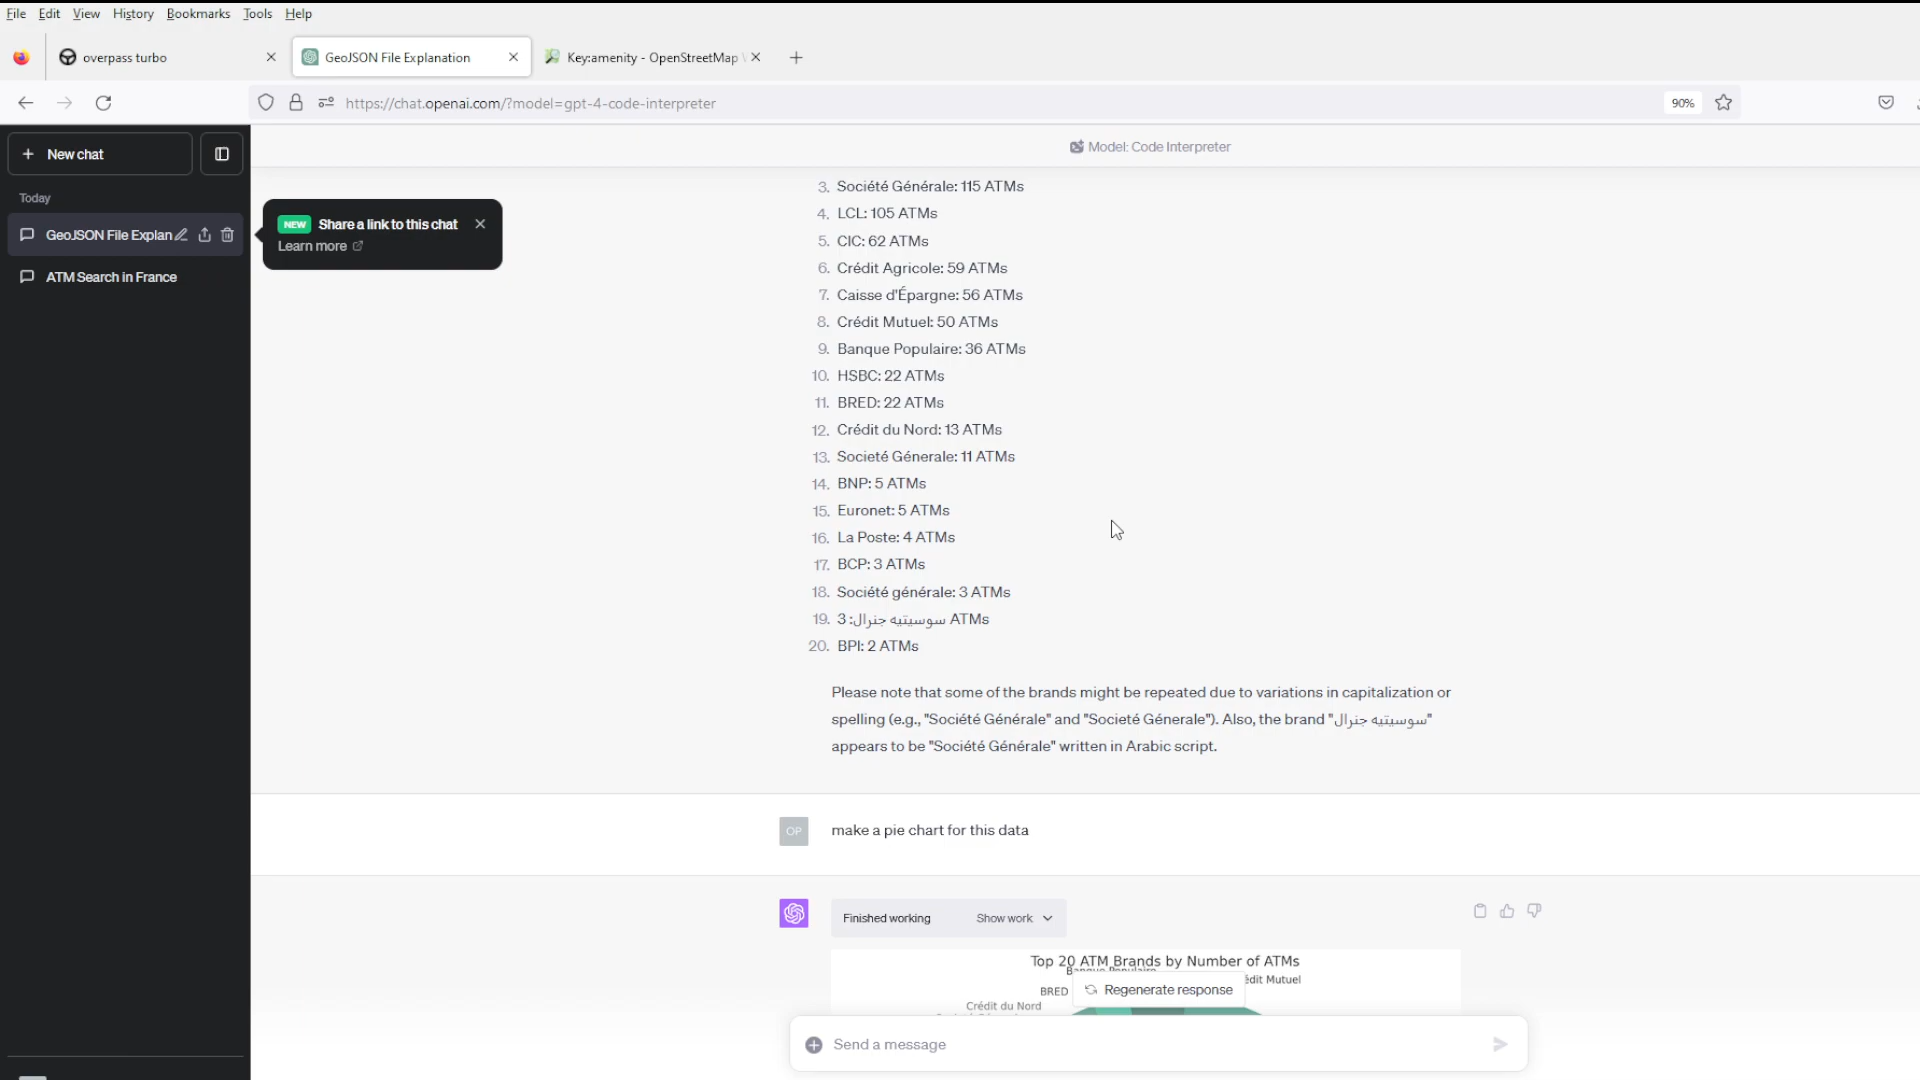 File Edit View History Bookmarks Tools Help
overpass turbo
GeoJSON File Explanation
Key:amenity - OpenStreetMap
https://chat.openai.com/?model=gpt-4-code-interpreter
90%
New chat
Model: Code Interpreter
Today
GeoJSON File Explan
ATM Search in France
NEW Share a link to this chat
Learn more
3. Société Générale: 115 ATMs
4. LCL: 105 ATMs
5. CIC: 62 ATMs
6. Crédit Agricole: 59 ATMs
7. Caisse d'Épargne: 56 ATMs
8. Crédit Mutuel: 50 ATMs
9. Banque Populaire: 36 ATMs
10. HSBC: 22 ATMs
11. BRED: 22 ATMs
12. Crédit du Nord: 13 ATMs
13. Societé Génerale: 11 ATMs
14. BNP: 5 ATMs
15. Euronet: 5 ATMs
16. La Poste: 4 ATMs
17. BCP: 3 ATMs
18. Société générale: 3 ATMs
19. سوسيتيه جنرال: 3 ATMs
20. BPI: 2 ATMs
Please note that some of the brands might be repeated due to variations in capitalization or
spelling (e.g., "Société Générale" and "Societé Génerale"). Also, the brand "سوسيتيه جنرال"
appears to be "Société Générale" written in Arabic script.
OP make a pie chart for this data
Finished working Show work
Top 20 ATM Brands by Number of ATMs
Banque Populaire
édit Mutuel
BRED
Regenerate response
Crédit du Nord
Send a message